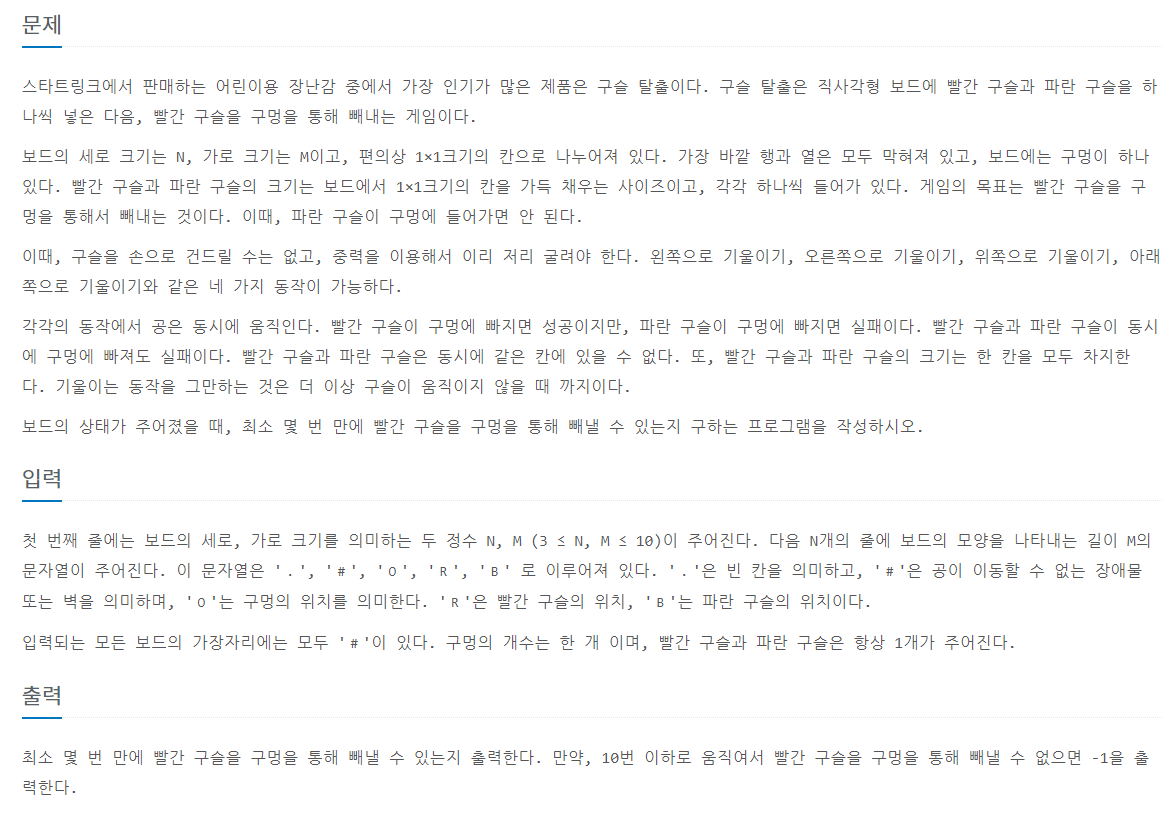 문제
스타트링크에서 판매하는 어린이용 장난감 중에서 가장 인기가 많은 제품은 구슬 탈출이다. 구슬 탈출은 직사각형 보드에 빨간 구슬과 파란 구슬을 하
나씩 넣은 다음, 빨간 구슬을 구멍을 통해 빼내는 게임이다.
보드의 세로 크기는 N, 가로 크기는 M이고, 편의상 1×1크기의 칸으로 나누어져 있다. 가장 바깥 행과 열은 모두 막혀져 있고, 보드에는 구멍이 하나
있다. 빨간 구슬과 파란 구슬의 크기는 보드에서 1×1크기의 칸을 가득 채우는 사이즈이고, 각각 하나씩 들어가 있다. 게임의 목표는 빨간 구슬을 구
멍을 통해서 빼내는 것이다. 이때, 파란 구슬이 구멍에 들어가면 안 된다.
이때, 구슬을 손으로 건드릴 수는 없고, 중력을 이용해서 이리 저리 굴려야 한다. 왼쪽으로 기울이기, 오른쪽으로 기울이기, 위쪽으로 기울이기, 아래
쪽으로 기울이기와 같은 네 가지 동작이 가능하다.
각각의 동작에서 공은 동시에 움직인다. 빨간 구슬이 구멍에 빠지면 성공이지만, 파란 구슬이 구멍에 빠지면 실패이다. 빨간 구슬과 파란 구슬이 동시
에 구멍에 빠져도 실패이다. 빨간 구슬과 파란 구슬은 동시에 같은 칸에 있을 수 없다. 또, 빨간 구슬과 파란 구슬의 크기는 한 칸을 모두 차지한
다. 기울이는 동작을 그만하는 것은 더 이상 구슬이 움직이지 않을 때 까지이다.
보드의 상태가 주어졌을 때, 최소 몇 번 만에 빨간 구슬을 구멍을 통해 빼낼 수 있는지 구하는 프로그램을 작성하시오.
입력
첫 번째 줄에는 보드의 세로, 가로 크기를 의미하는 두 정수 N, M (3 ≤ N, M ≤ 10)이 주어진다. 다음 N개의 줄에 보드의 모양을 나타내는 길이 M의
문자열이 주어진다. 이 문자열은 '.', '#', 'O', 'R', 'B' 로 이루어져 있다. '.'은 빈 칸을 의미하고, '#'은 공이 이동할 수 없는 장애물
또는 벽을 의미하며, 'O'는 구멍의 위치를 의미한다. 'R'은 빨간 구슬의 위치, 'B'는 파란 구슬의 위치이다.
입력되는 모든 보드의 가장자리에는 모두 '#'이 있다. 구멍의 개수는 한 개 이며, 빨간 구슬과 파란 구슬은 항상 1개가 주어진다.
출력
최소 몇 번 만에 빨간 구슬을 구멍을 통해 빼낼 수 있는지 출력한다. 만약, 10번 이하로 움직여서 빨간 구슬을 구멍을 통해 빼낼 수 없으면 -1을 출
력한다.